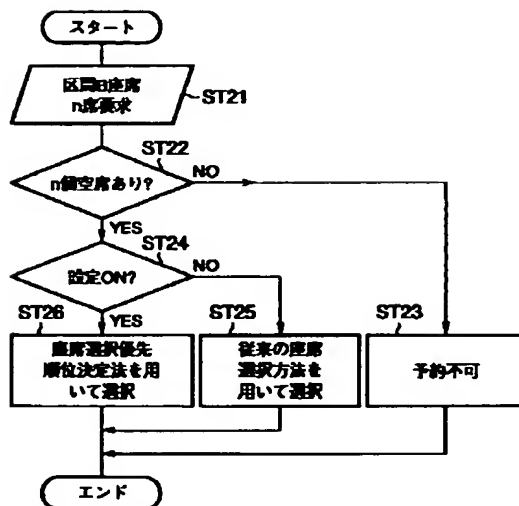 スタート
区間B座席
n席要求
ST21
ST22
n個空席あり?
NO
YES
ST24
設定ON?
NO
YES
ST26
座席選択優先
順位決定法を用
いて選択
ST25
従来の座席
選択方法を
用いて選択
ST23
予約不可
エンド